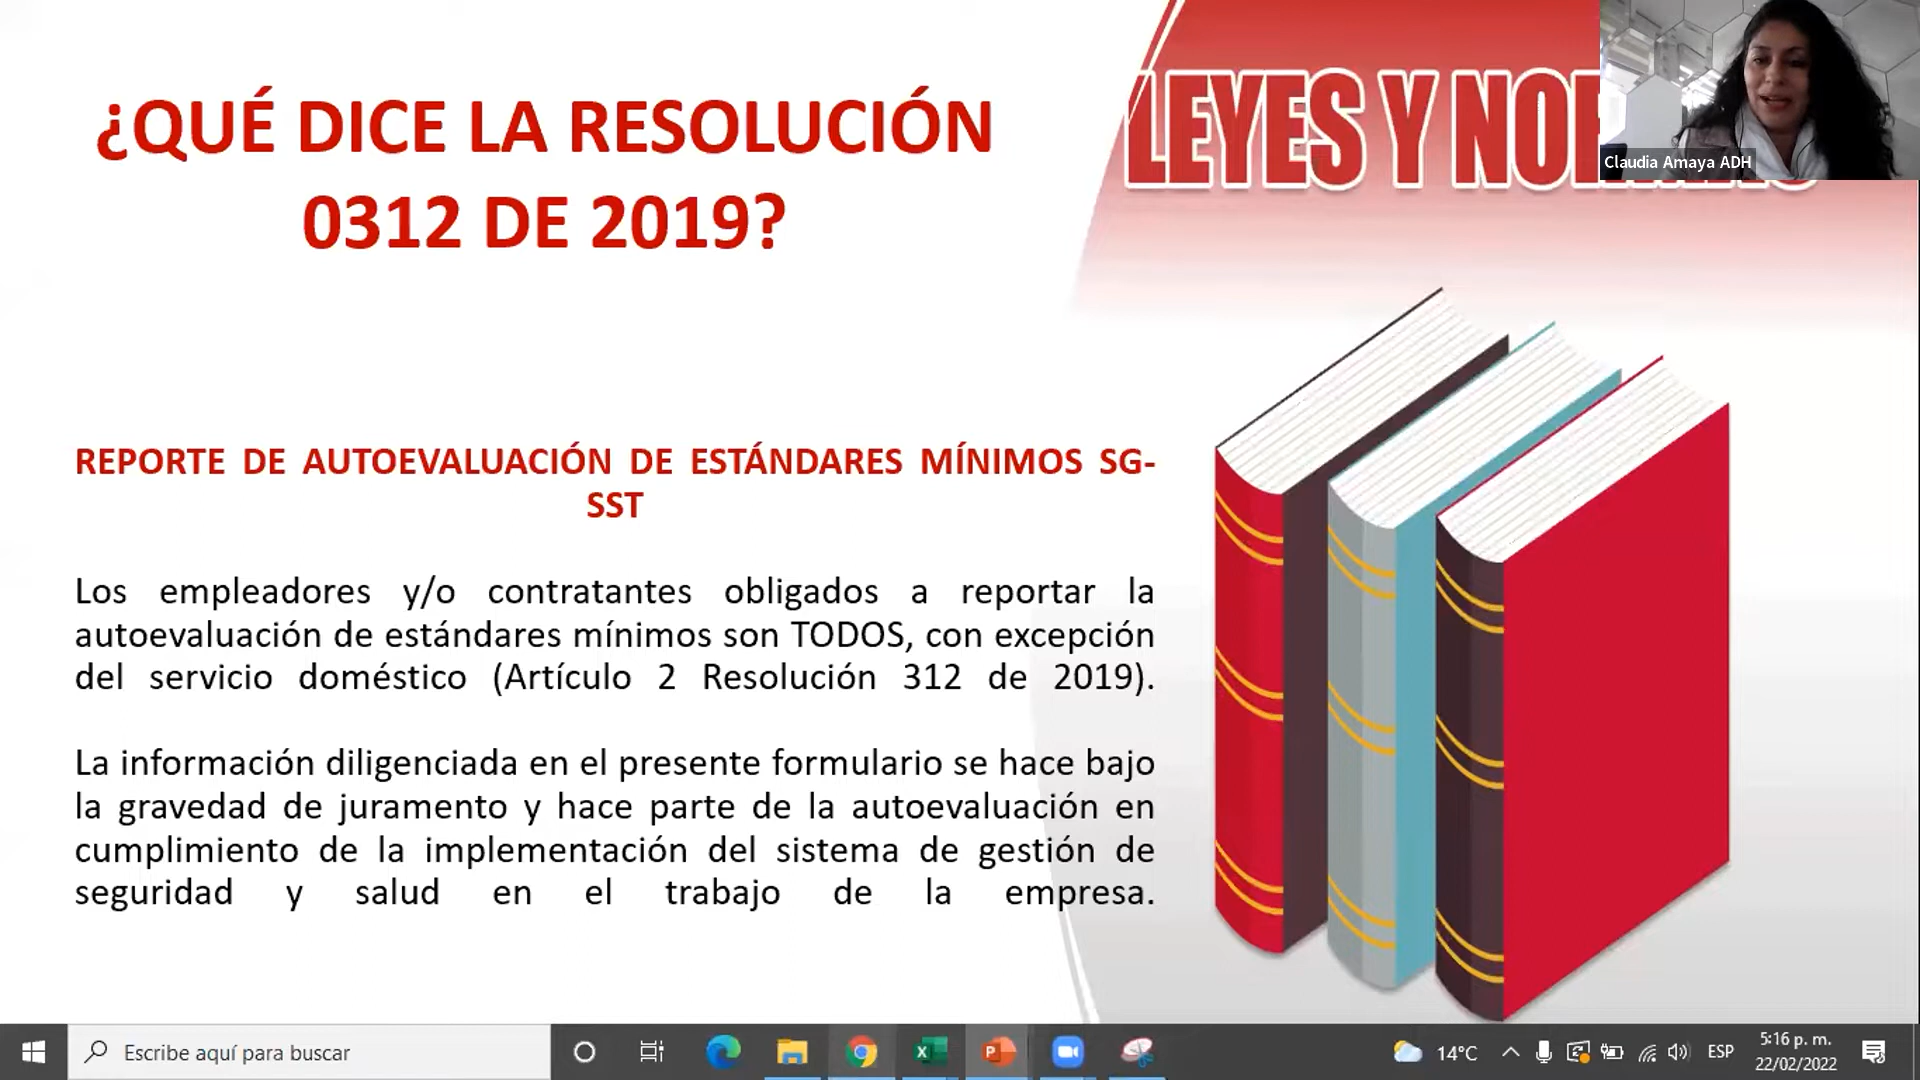 ¿QUÉ DICE LA RESOLUCIÓN
0312 DE 2019?
LEYES Y
Claudia Amaya ADH
REPORTE DE AUTOEVALUACIÓN DE ESTÁNDARES MÍNIMOS SG-
SST
Los empleadores y/o contratantes obligados a reportar la
autoevaluación de estándares mínimos son TODOS, con excepción
del servicio doméstico (Artículo 2 Resolución 312 de 2019).
La información diligenciada en el presente formulario se hace bajo
la gravedad de juramento y hace parte de la autoevaluación en
cumplimiento de la implementación del sistema de gestión de
seguridad y salud en el trabajo de la empresa.
Escribe aquí para buscar
14°C
ESP
5:16 p. m.
22/02/2022